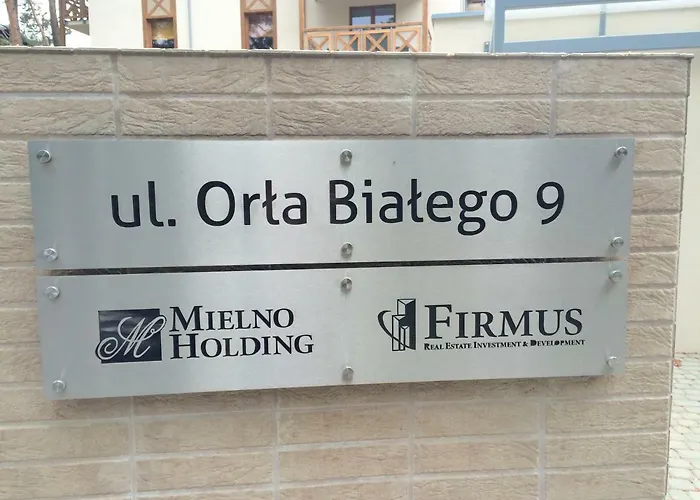 ul. Orła Białego 9
M MIELNO
HOLDING
FIRMUS
REAL ESTATE INVESTMENT & DEVELOPMENT